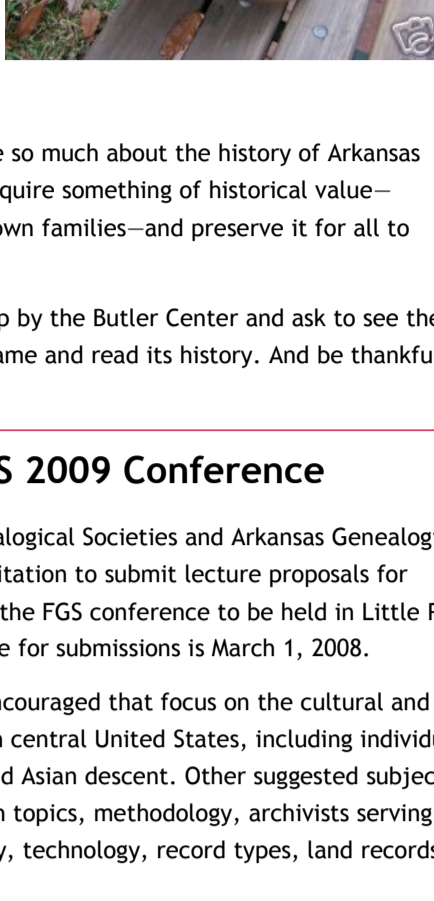 so much about the history of Arkansas
quire something of historical value—
own families—and preserve it for all to
by the Butler Center and ask to see the
ame and read its history. And be thankfu
S 2009 Conference
alogical Societies and Arkansas Genealog
itation to submit lecture proposals for
the FGS conference to be held in Little
e for submissions is March 1, 2008.
ncouraged that focus on the cultural and
central United States, including individu
d Asian descent. Other suggested subjec
topics, methodology, archivists serving
y, technology, record types, land records